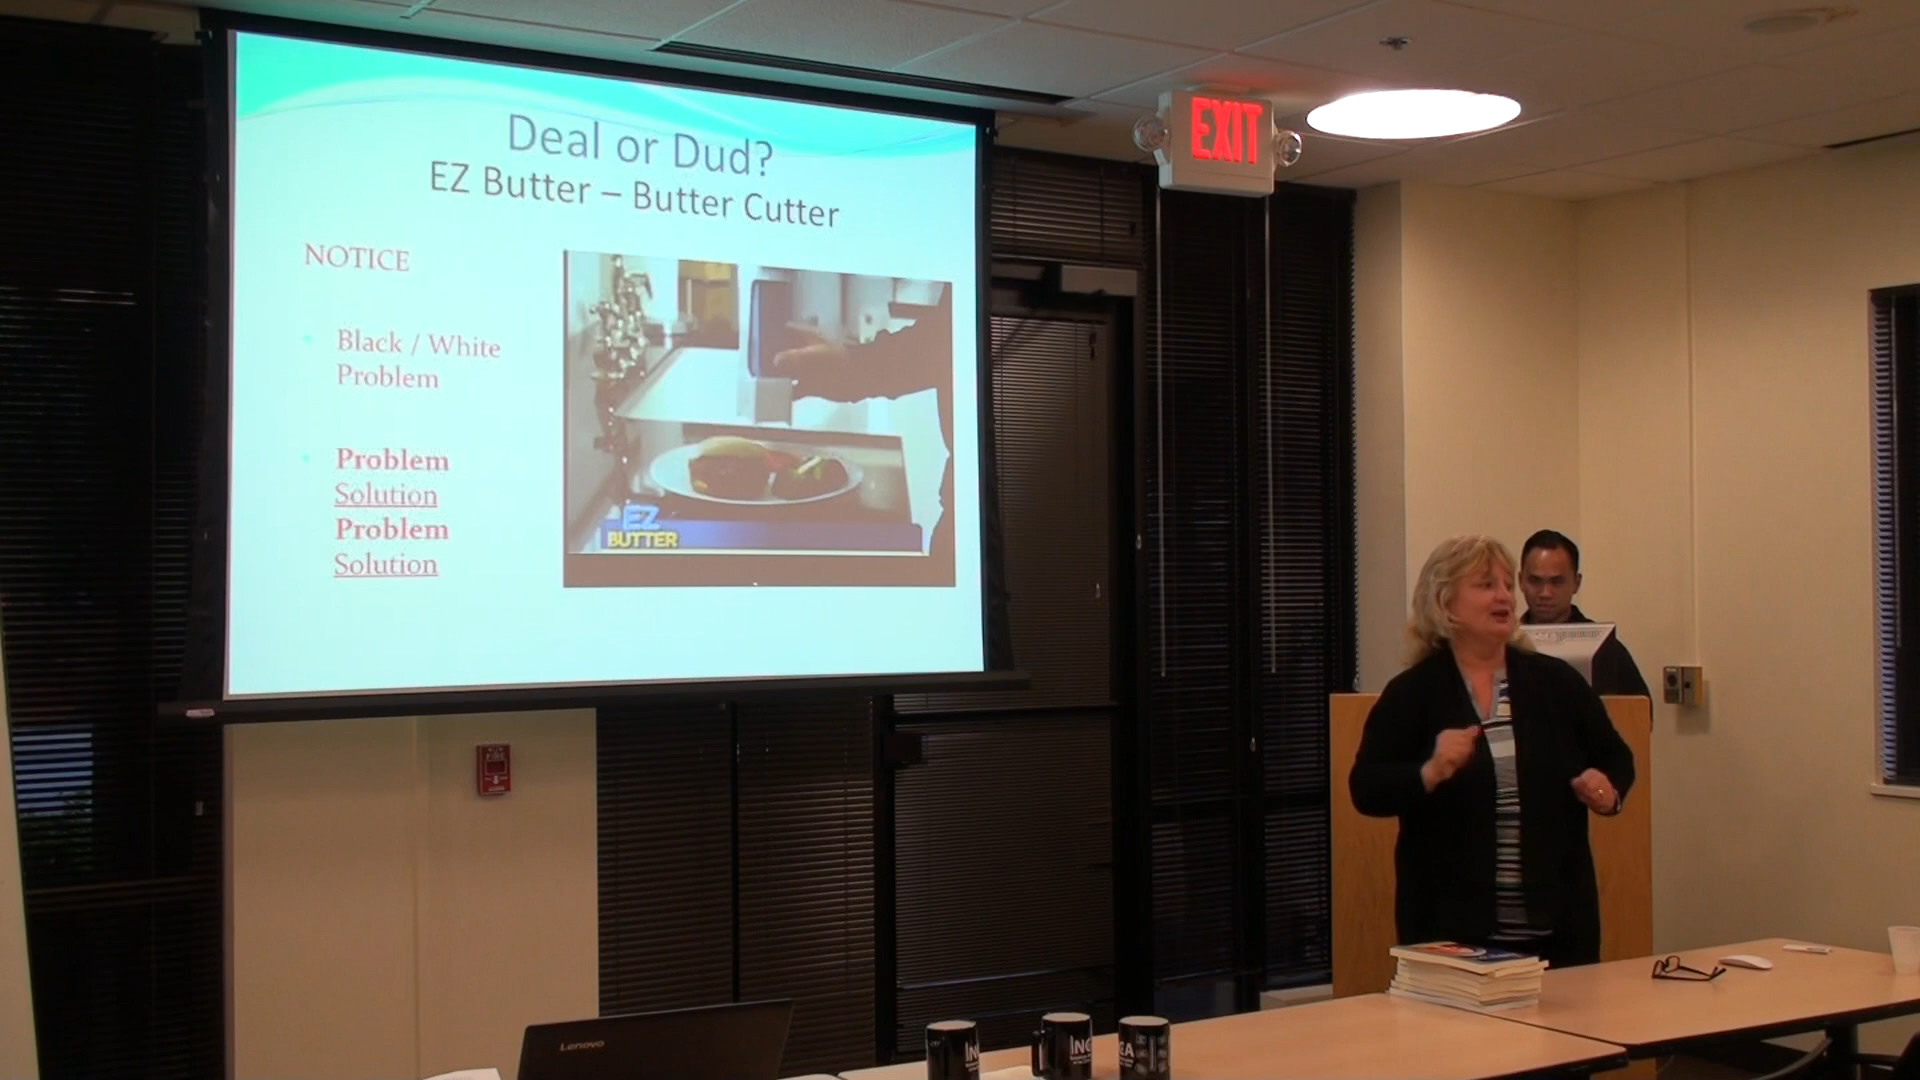 Deal or Dud?
EZ Butter – Butter Cutter
NOTICE
Black / White
Problem
Problem
Solution
Problem
Solution
EZ
BUTTER
EXIT
FIRE
Lenovo